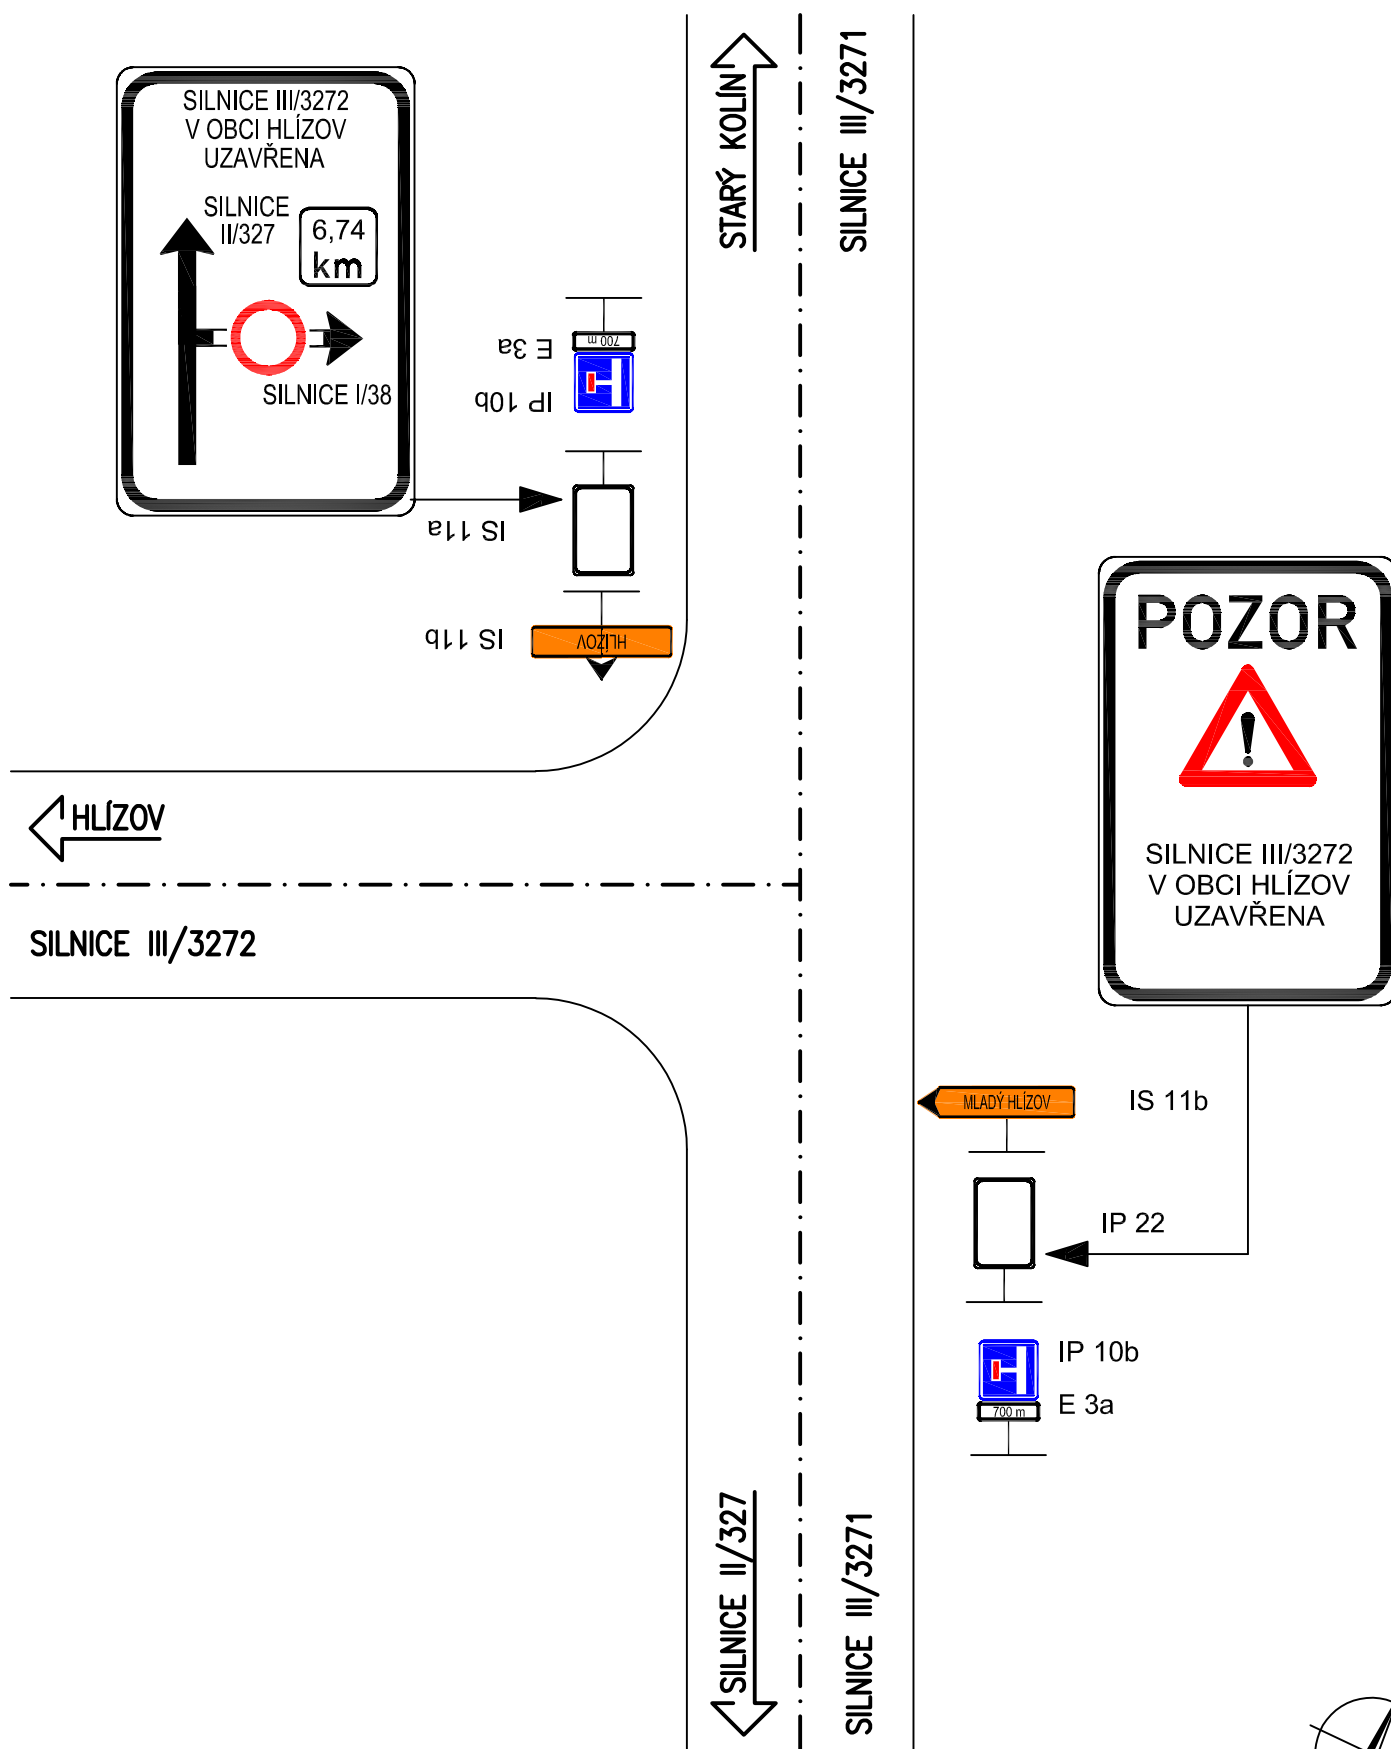 SILNICE III/3272
V OBCI HLÍZOV
UZAVŘENA
SILNICE
II/327
6,74
km
SILNICE I/38
STARÝ KOLÍN
SILNICE III/3271
700 m
E 3a
IP 10b
IS 11a
IS 11b
HLÍZOV
HLÍZOV
SILNICE III/3272
POZOR
!
SILNICE III/3272
V OBCI HLÍZOV
UZAVŘENA
MLADÝ HLÍZOV
IS 11b
IP 22
IP 10b
700 m
E 3a
SILNICE II/327
SILNICE III/3271